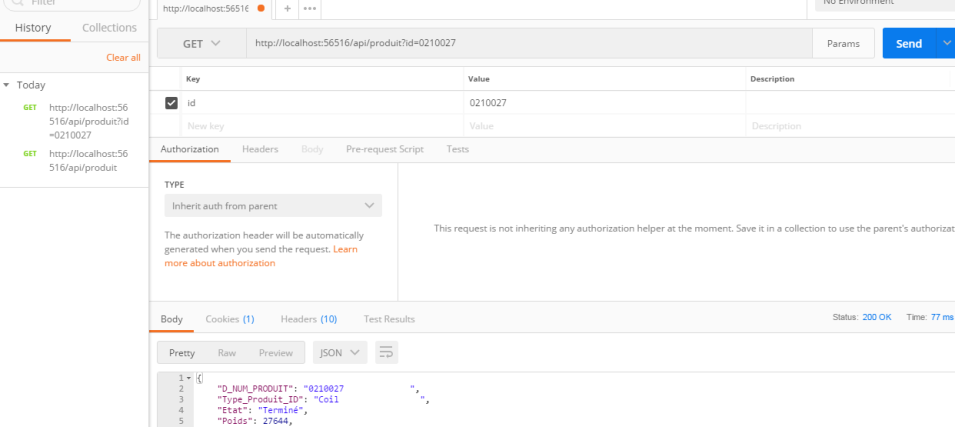 Filter
History Collections
Clear all
Today
GET http://localhost:56
516/api/produit?id
=0210027
GET http://localhost:56
516/api/produit
http://localhost:56516 + •••
No Environment
GET http://localhost:56516/api/produit?id=0210027 Params Send
Key Value Description
id 0210027
New key Value Description
Authorization Headers Body Pre-request Script Tests
TYPE
Inherit auth from parent
The authorization header will be automatically
generated when you send the request. Learn
more about authorization
This request is not inheriting any authorization helper at the moment. Save it in a collection to use the parent's authorizat
Body Cookies (1) Headers (10) Test Results Status: 200 OK Time: 77 ms
Pretty Raw Preview JSON
1 {
2 "D_NUM_PRODUIT": "0210027 ",
3 "Type_Produit_ID": "Coil ",
4 "Etat": "Terminé",
5 "Poids": 27644,